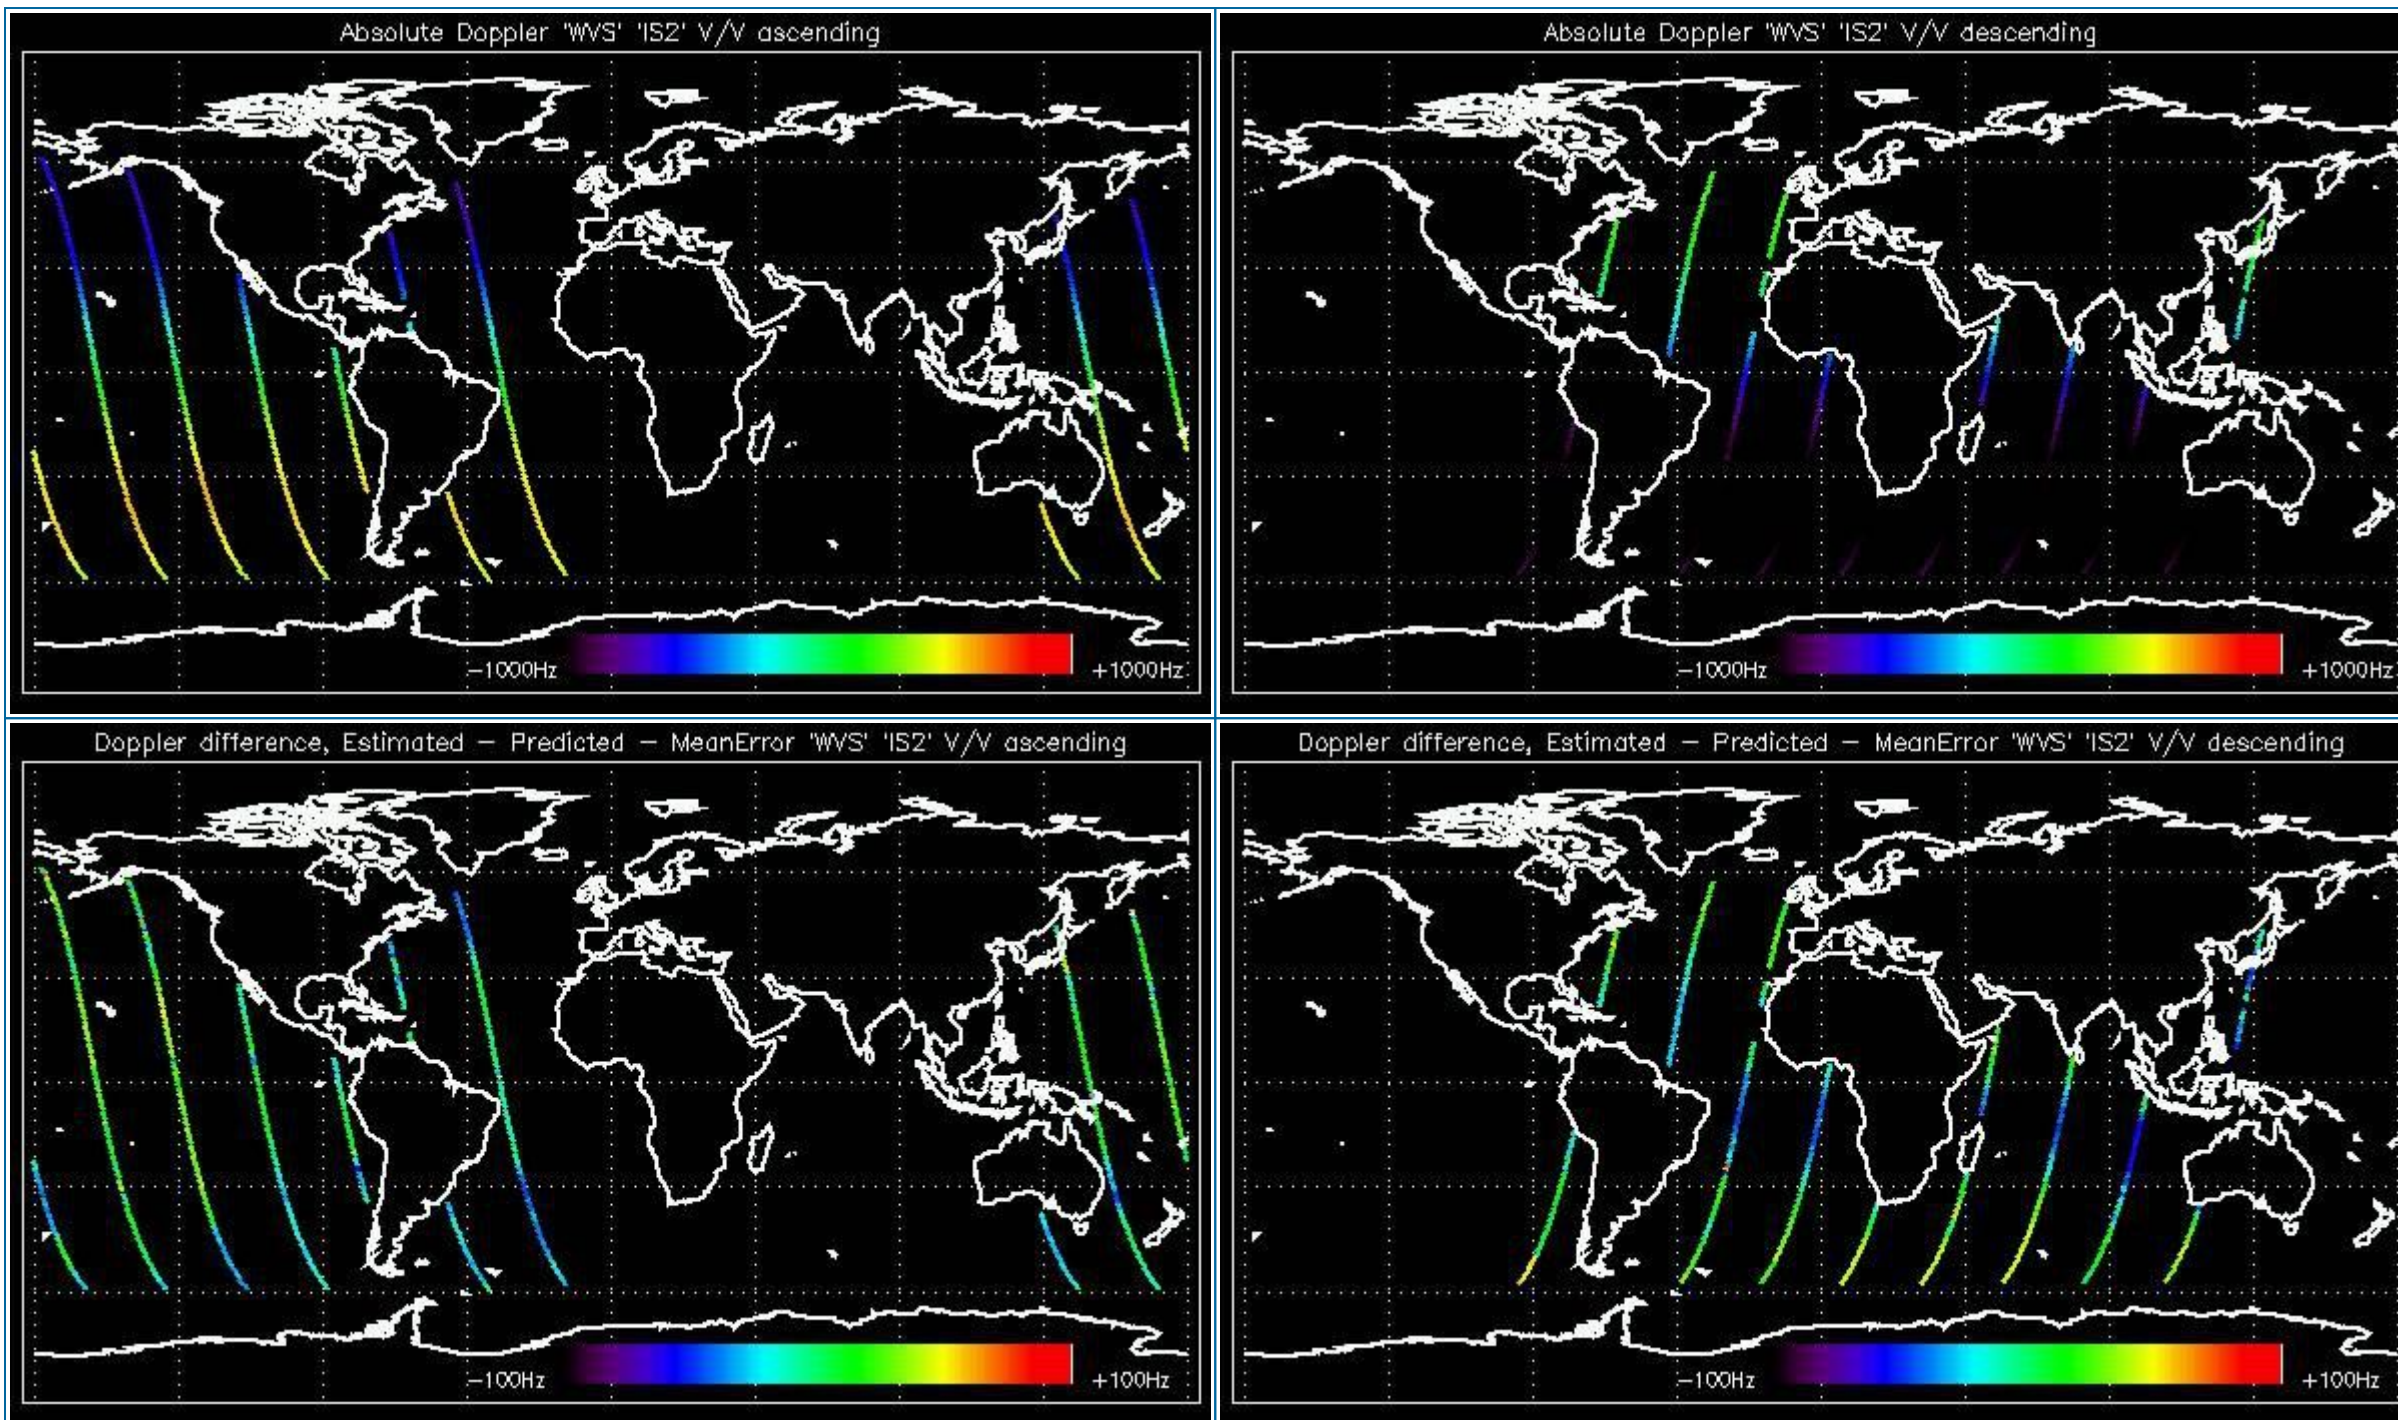 Absolute Doppler 'WVS' 'IS2' V/V ascending
-1000Hz
+1000Hz
Absolute Doppler 'WVS' 'IS2' V/V descending
-1000Hz
+1000Hz
Doppler difference, Estimated - Predicted - MeanError 'WVS' 'IS2' V/V ascending
-100Hz
+100Hz
Doppler difference, Estimated - Predicted - MeanError 'WVS' 'IS2' V/V descending
-100Hz
+100Hz